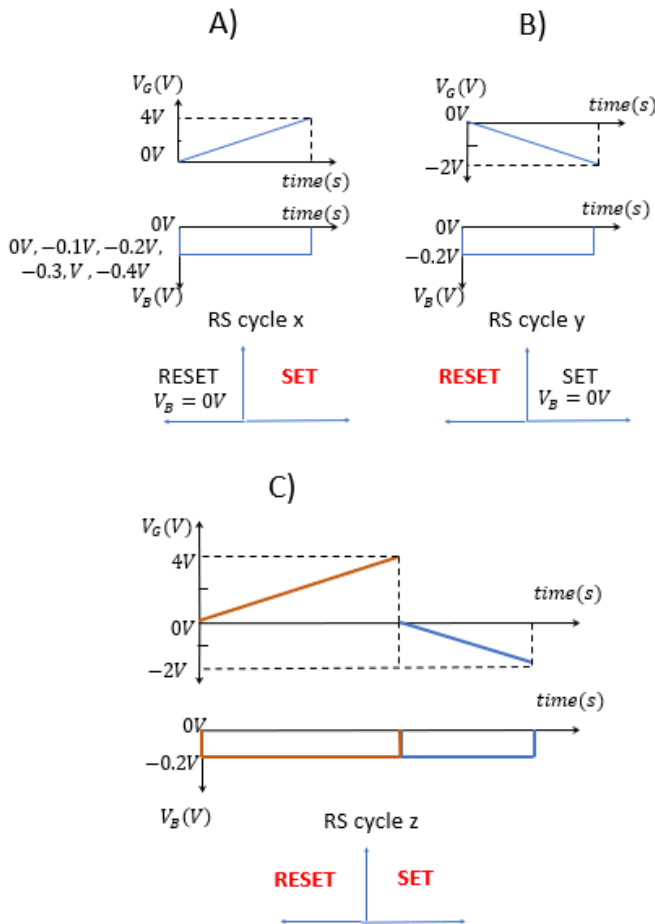 A)
B)
V_G(V)
4V
0V
time(s)
V_G(V)
0V
time(s)
−2V
0V
time(s)
0V, −0.1V, −0.2V,
−0.3,V , −0.4V
V_B(V)
0V
time(s)
−0.2V
V_B(V)
RS cycle x
RS cycle y
RESET
V_B = 0V
SET
RESET
SET
V_B = 0V
C)
V_G(V)
4V
time(s)
0V
−2V
time(s)
0V
−0.2V
V_B(V)
RS cycle z
RESET
SET